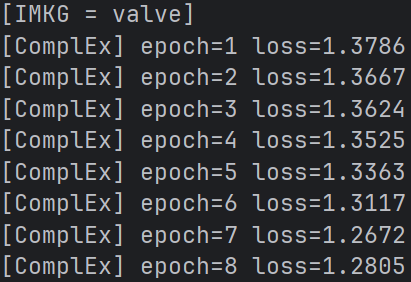 [IMKG = valve]
[ComplEx] epoch=1 loss=1.3786
[ComplEx] epoch=2 loss=1.3667
[ComplEx] epoch=3 loss=1.3624
[ComplEx] epoch=4 loss=1.3525
[ComplEx] epoch=5 loss=1.3363
[ComplEx] epoch=6 loss=1.3117
[ComplEx] epoch=7 loss=1.2672
[ComplEx] epoch=8 loss=1.2805